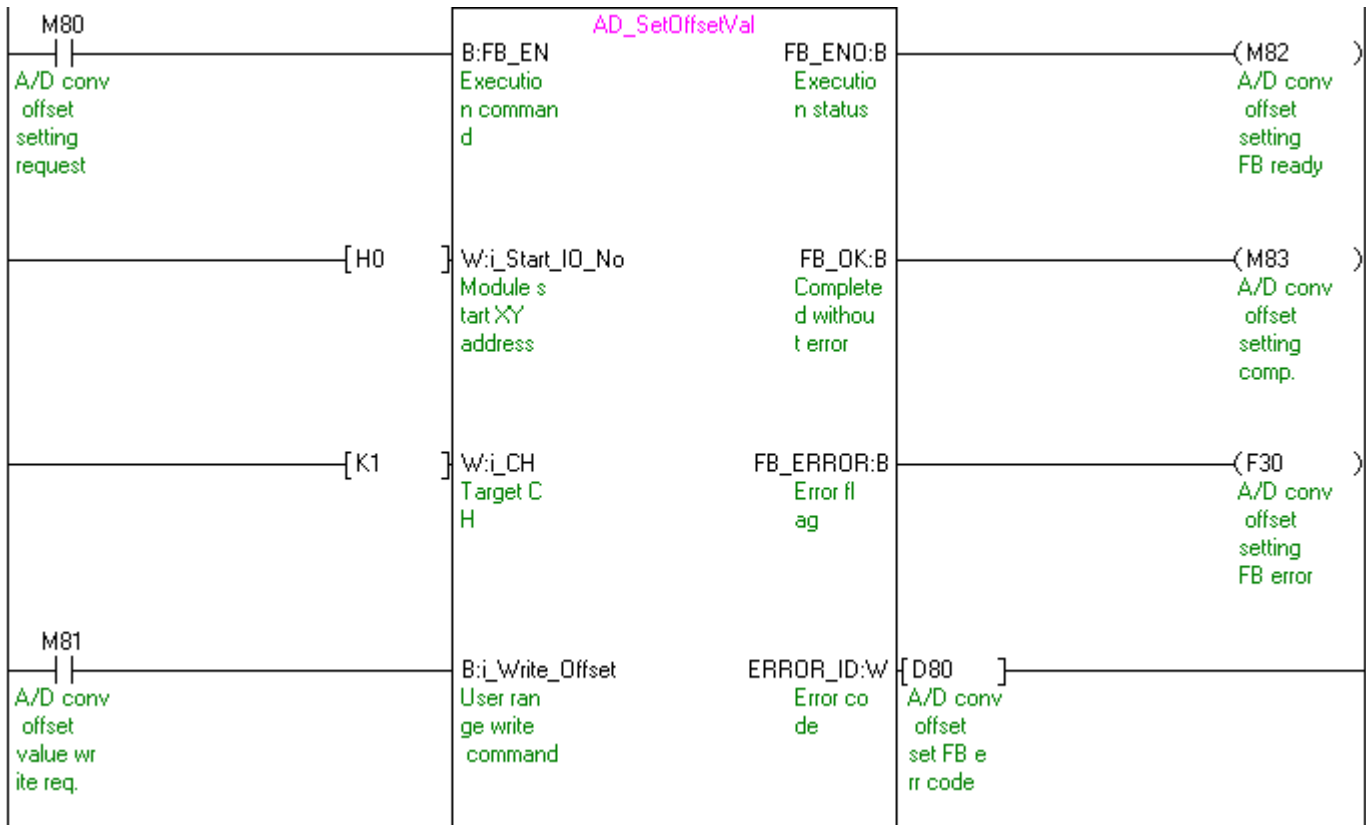 M80
AD_SetOffsetVal
B:FB_EN
FB_ENO:B
(M82 )
A/D conv
offset
setting
request
Executio
n comman
d
Executio
n status
A/D conv
offset
setting
FB ready
[H0 ]
W:i_Start_IO_No
FB_OK:B
(M83 )
Module s
tart XY
address
Complete
d withou
t error
A/D conv
offset
setting
comp.
[K1 ]
W:i_CH
FB_ERROR:B
(F30 )
Target C
H
Error fl
ag
A/D conv
offset
setting
FB error
M81
B:i_Write_Offset
ERROR_ID:W
[D80 ]
A/D conv
offset
value wr
ite req.
User ran
ge write
command
Error co
de
A/D conv
offset
set FB e
rr code